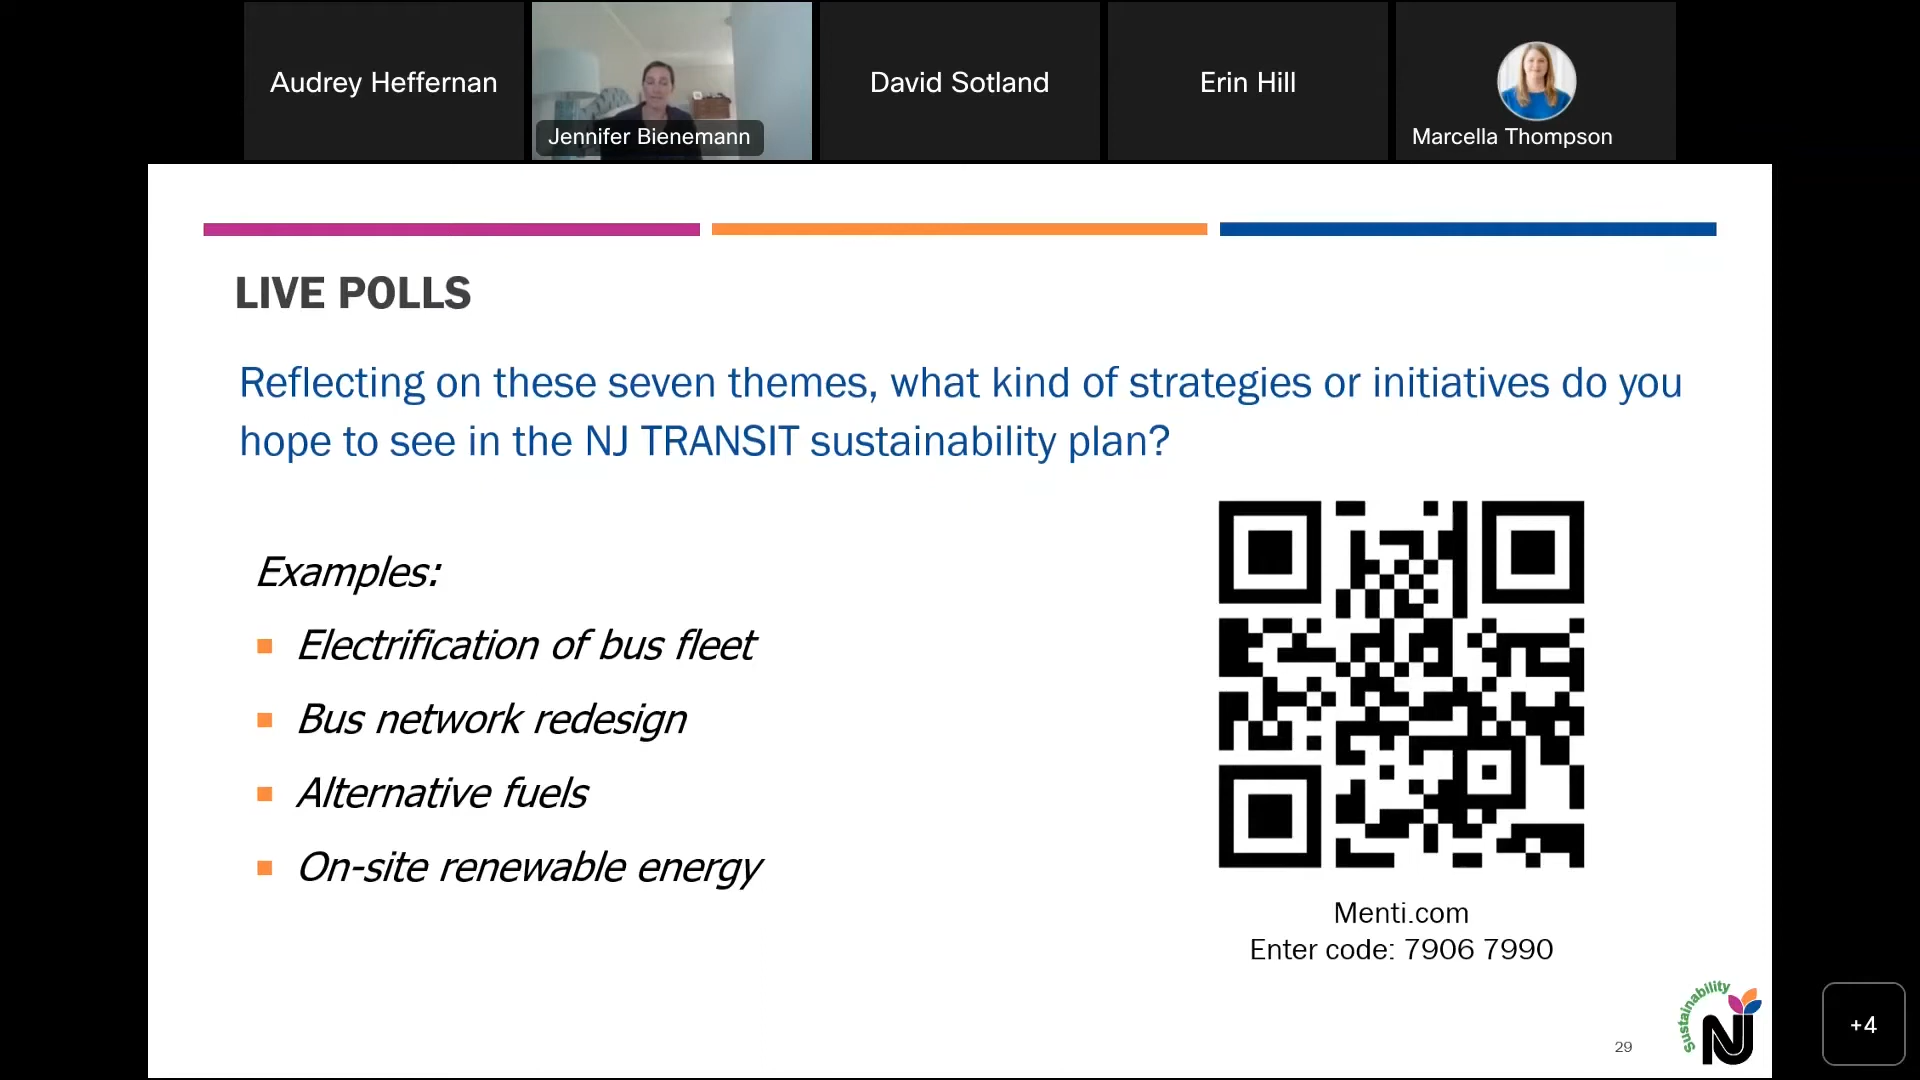 Audrey Heffernan
Jennifer Bienemann
David Sotland
Erin Hill
Marcella Thompson
LIVE POLLS
Reflecting on these seven themes, what kind of strategies or initiatives do you
hope to see in the NJ TRANSIT sustainability plan?
Examples:
Electrification of bus fleet
Bus network redesign
Alternative fuels
On-site renewable energy
Menti.com
Enter code: 7906 7990
Sustainability
NJ
29
+4